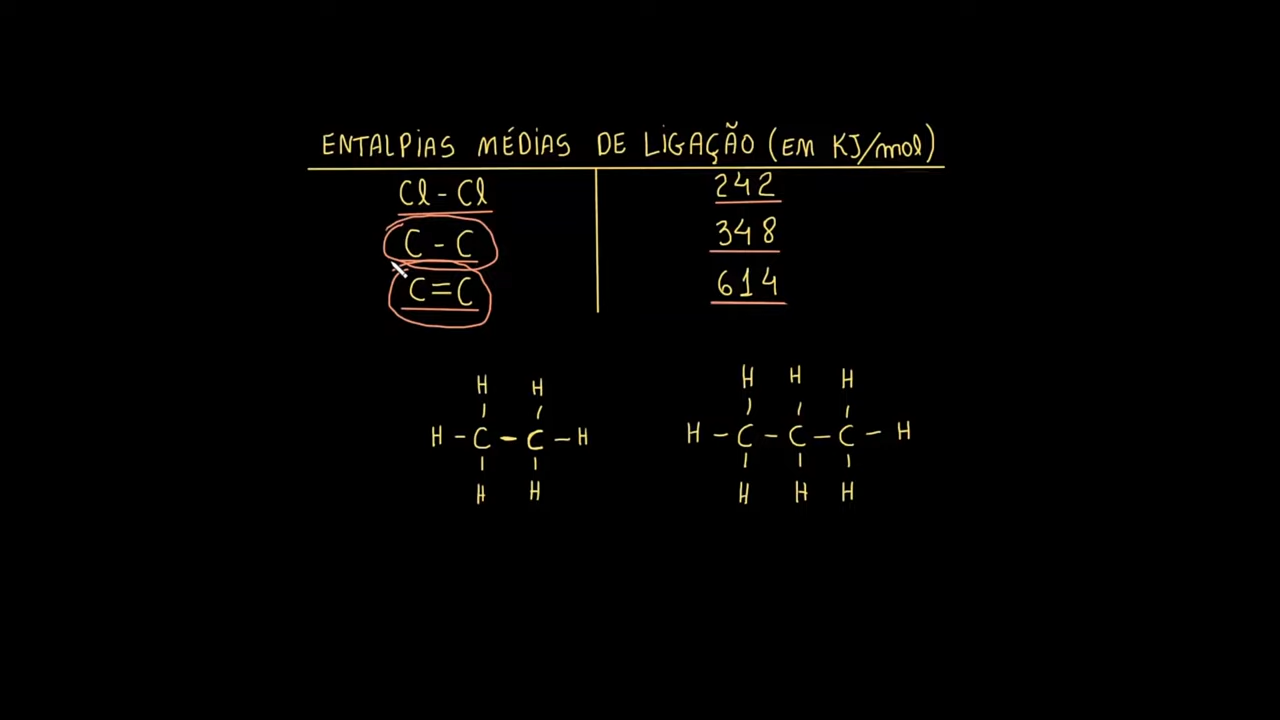 ENTALPIAS MÉDIAS DE LIGAÇÃO (EM KJ/mol)
Cl - Cl 242
C - C 348
C = C 614
H H H H H
H - C - C - H H - C - C - C - H
H H H H H